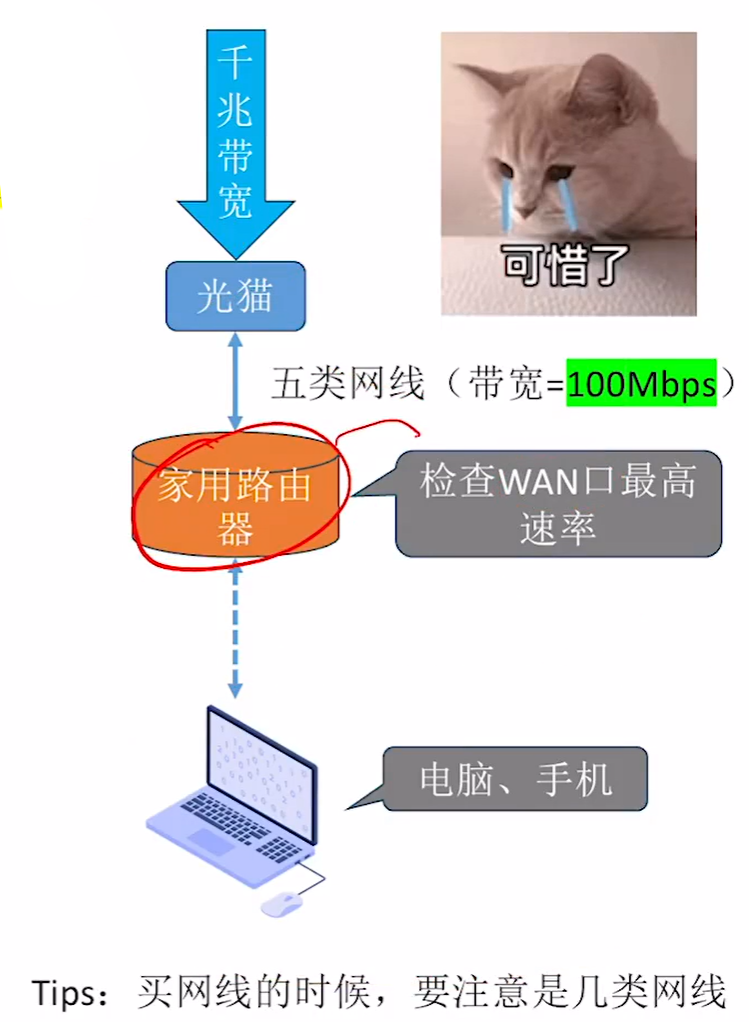 千
兆
带
宽
可惜了
光猫
五类网线（带宽=100Mbps）
家用路由
器
检查WAN口最高
速率
电脑、手机
Tips：买网线的时候，要注意是几类网线